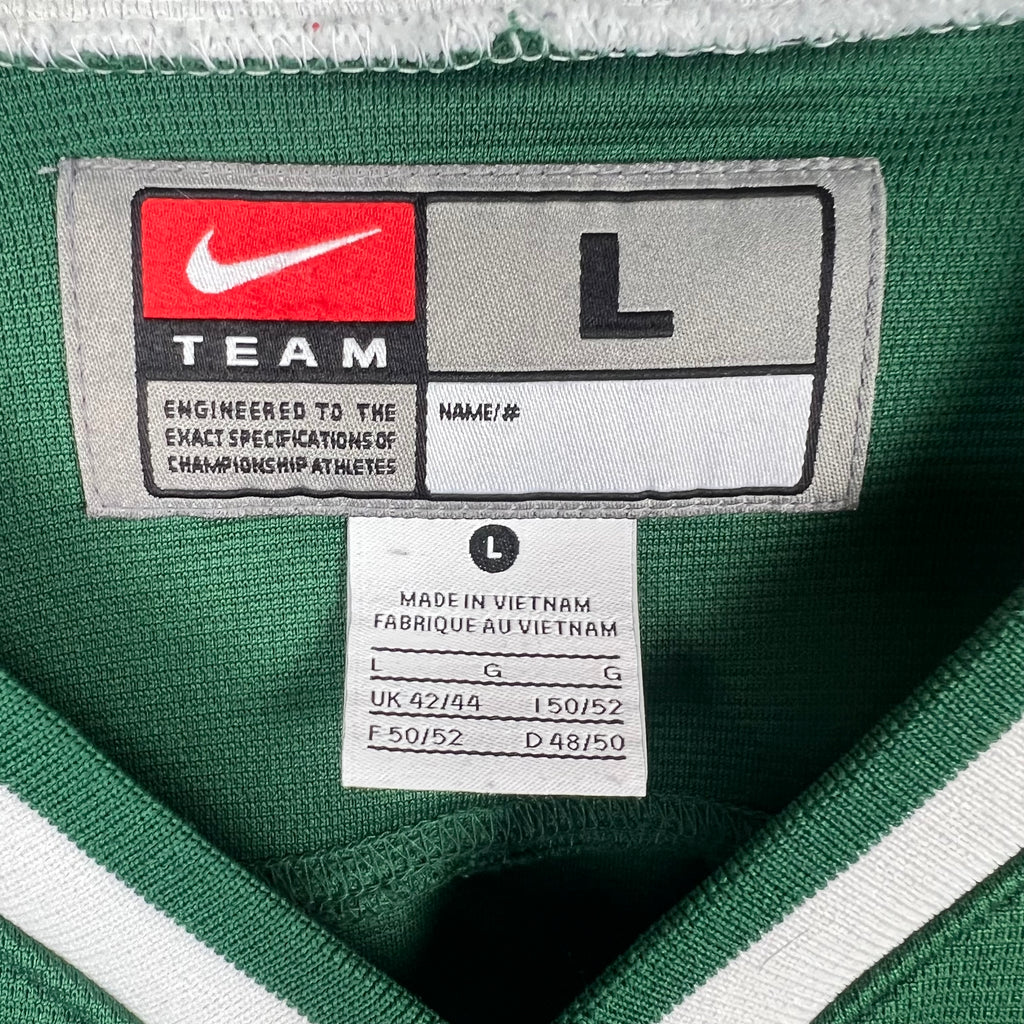 TEAM
L
ENGINEERED TO THE
EXACT SPECIFICATIONS OF
CHAMPIONSHIP ATHLETES
NAME/#
L
MADE IN VIETNAM
FABRIQUE AU VIETNAM
L G G
UK 42/44 I 50/52
F 50/52 D 48/50